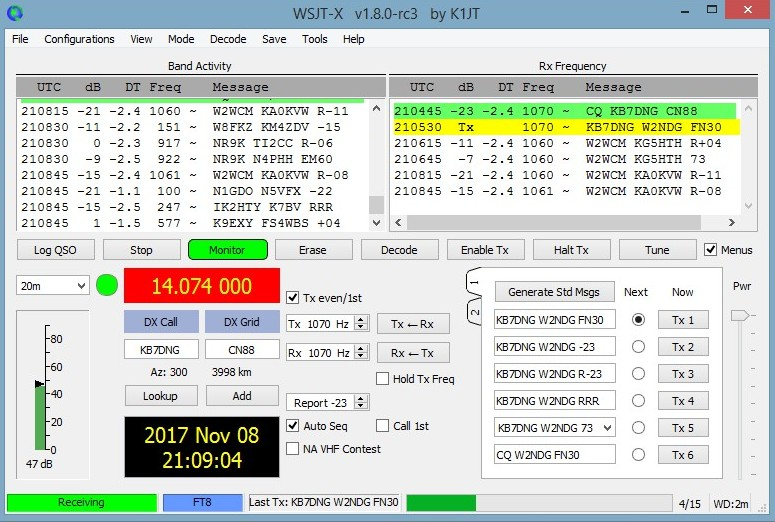 WSJT-X v1.8.0-rc3 by K1JT
File Configurations View Mode Decode Save Tools Help
Band Activity
UTC dB DT Freq Message
210815 -21 -2.4 1060 ~ W2WCM KA0KVW R-11
210830 -11 -2.2 151 ~ W8FKZ KM4ZDV -15
210830 0 -2.3 917 ~ NR9K TI2CC R-06
210830 -9 -2.5 922 ~ NR9K N4PHH EM60
210845 -15 -2.4 1061 ~ W2WCM KA0KVW R-08
210845 -21 -1.1 100 ~ N1GDO N5VFX -22
210845 -15 -2.5 247 ~ IK2HTY K7BV RRR
210845 1 -1.5 577 ~ K9EXY FS4WBS +04
Rx Frequency
UTC dB DT Freq Message
210445 -23 -2.4 1070 ~ CQ KB7DNG CN88
210530 Tx 1070 ~ KB7DNG W2NDG FN30
210615 -11 -2.4 1070 ~ W2WCM KG5HTH R+04
210645 -7 -2.4 1070 ~ W2WCM KG5HTH 73
210815 -21 -2.4 1060 ~ W2WCM KA0KVW R-11
210845 -15 -2.4 1061 ~ W2WCM KA0KVW R-08
Log QSO Stop Monitor Erase Decode Enable Tx Halt Tx Tune Menus
20m
14.074 000
DX Call DX Grid
KB7DNG CN88
Az: 300 3998 km
Lookup Add
2017 Nov 08
21:09:04
80
60
40
20
0
47 dB
Tx even/1st
Tx 1070 Hz Tx ← Rx
Rx 1070 Hz Rx ← Tx
Hold Tx Freq
Report -23
Auto Seq Call 1st
NA VHF Contest
1
2
Generate Std Msgs Next Now Pwr
KB7DNG W2NDG FN30 Tx 1
KB7DNG W2NDG -23 Tx 2
KB7DNG W2NDG R-23 Tx 3
KB7DNG W2NDG RRR Tx 4
KB7DNG W2NDG 73 Tx 5
CQ W2NDG FN30 Tx 6
Receiving FT8 Last Tx: KB7DNG W2NDG FN30 4/15 WD:2m